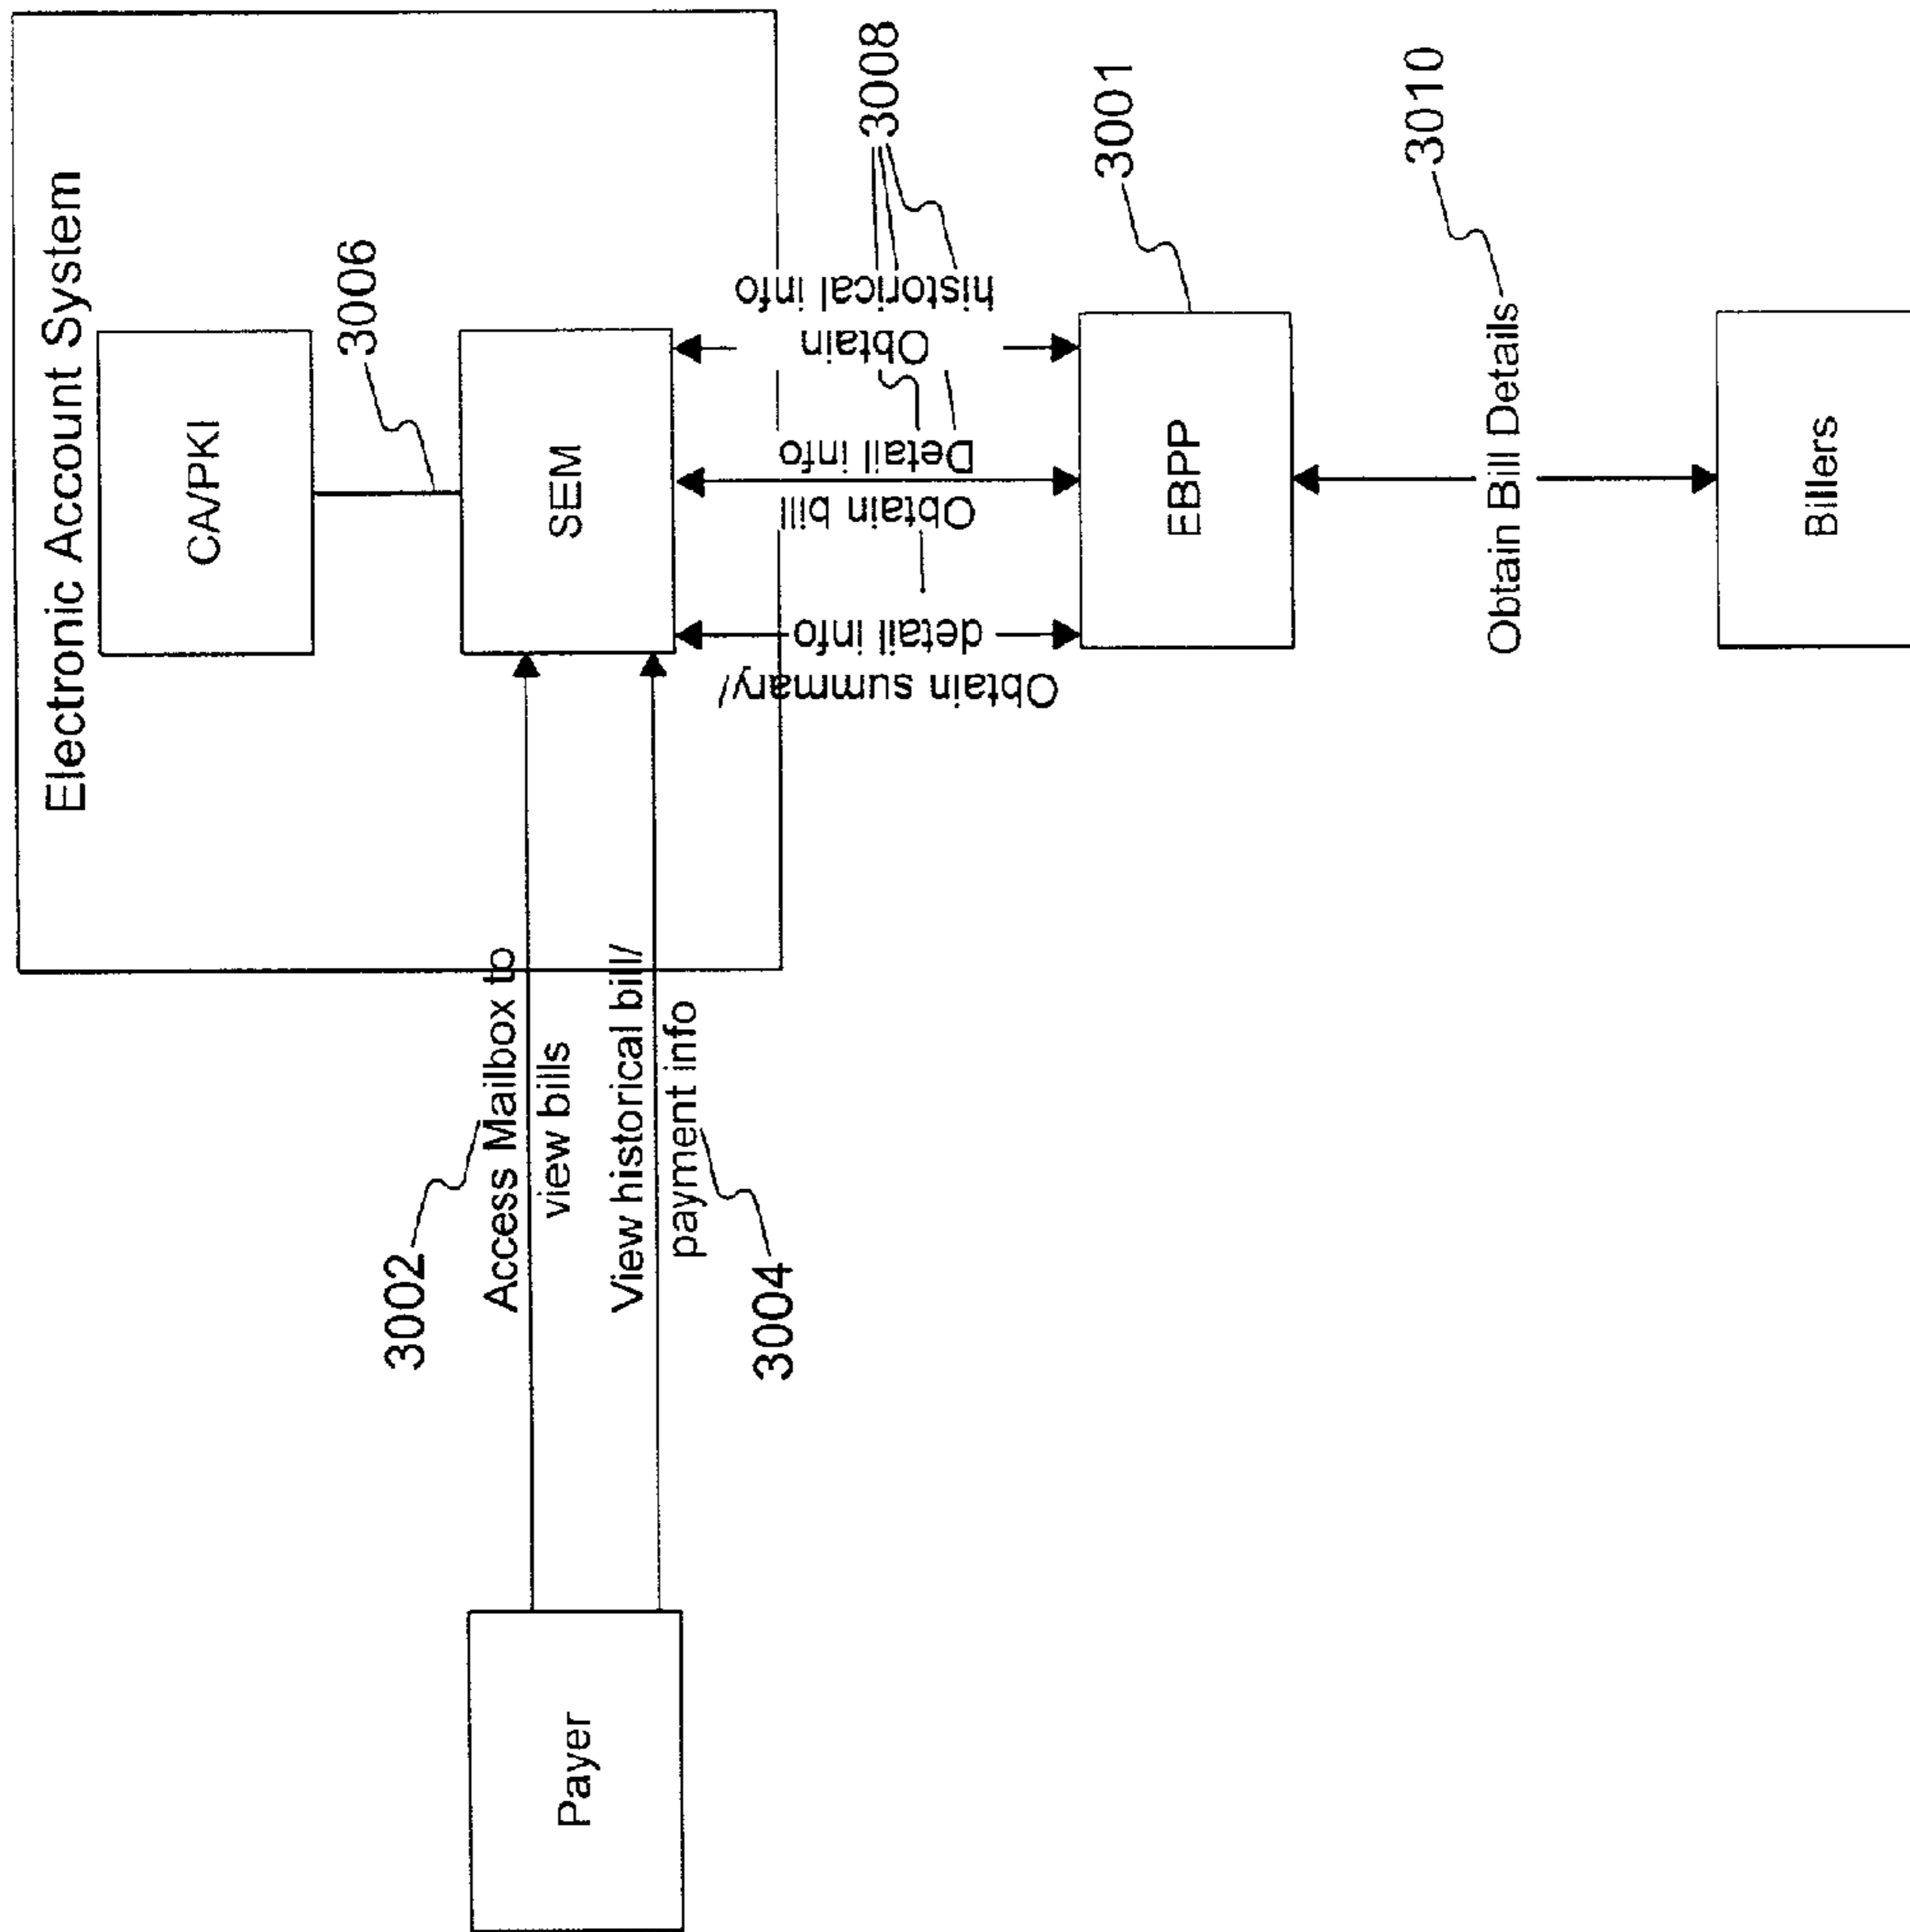 Electronic Account System
CA/PKI
3006
SEM
3002
Access Mailbox to
view bills
View historical bill/
payment info
3004
Payer
Obtain summary/
detail info
Obtain bill
Detail info
Obtain
historical info
3008
EBPP
3001
Obtain Bill Details
3010
Billers